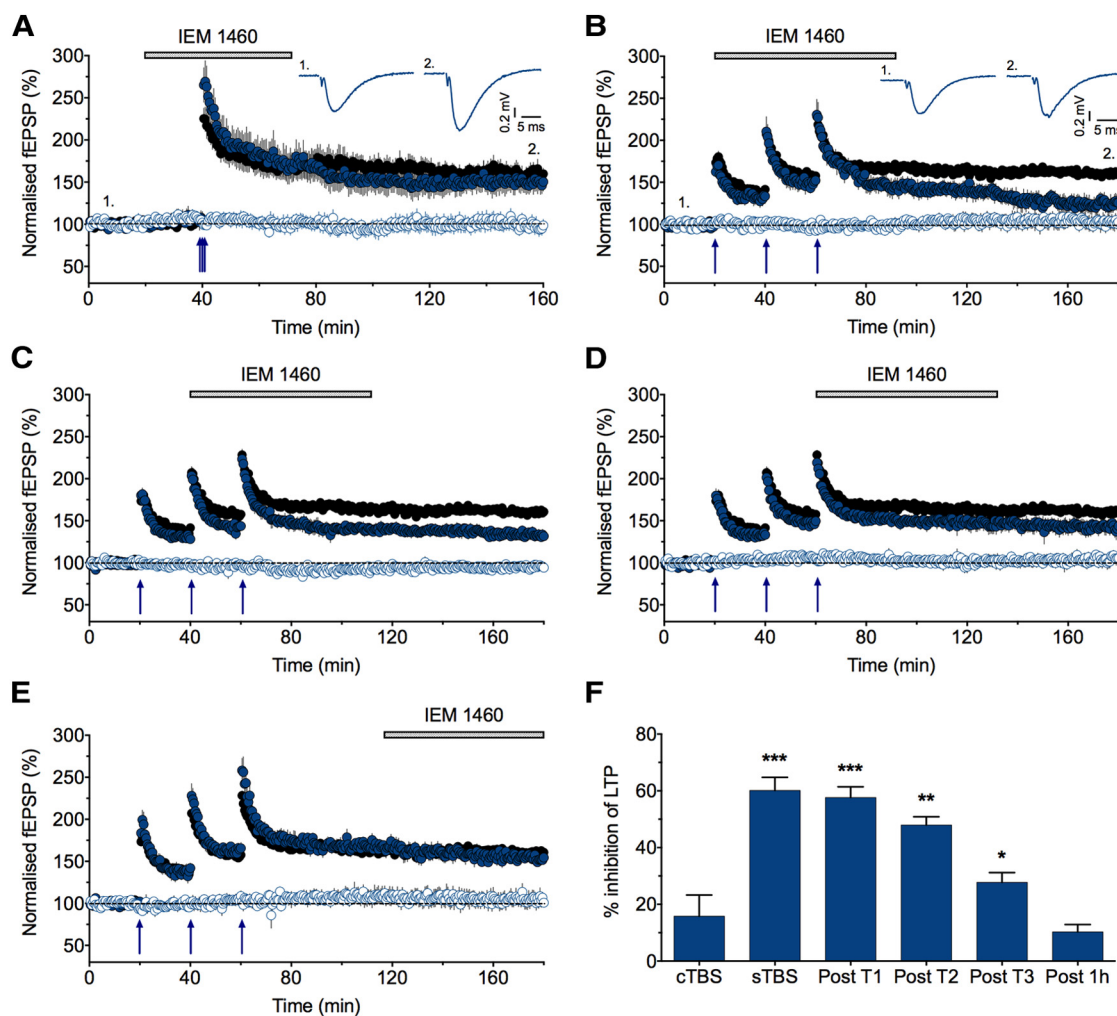 A
IEM 1460
300
250
200
150
100
50
Normalised fEPSP (%)
1.
1.
2.
2.
0.2 mV
5 ms
0
40
80
120
160
Time (min)
B
IEM 1460
300
250
200
150
100
50
Normalised fEPSP (%)
1.
1.
2.
2.
0.2 mV
5 ms
0
40
80
120
160
Time (min)
C
IEM 1460
300
250
200
150
100
50
Normalised fEPSP (%)
0
40
80
120
160
Time (min)
D
IEM 1460
300
250
200
150
100
50
Normalised fEPSP (%)
0
40
80
120
160
Time (min)
E
IEM 1460
300
250
200
150
100
50
Normalised fEPSP (%)
0
40
80
120
160
Time (min)
F
80
60
40
20
0
% inhibition of LTP
***
***
**
*
cTBS
sTBS
Post T1
Post T2
Post T3
Post 1h